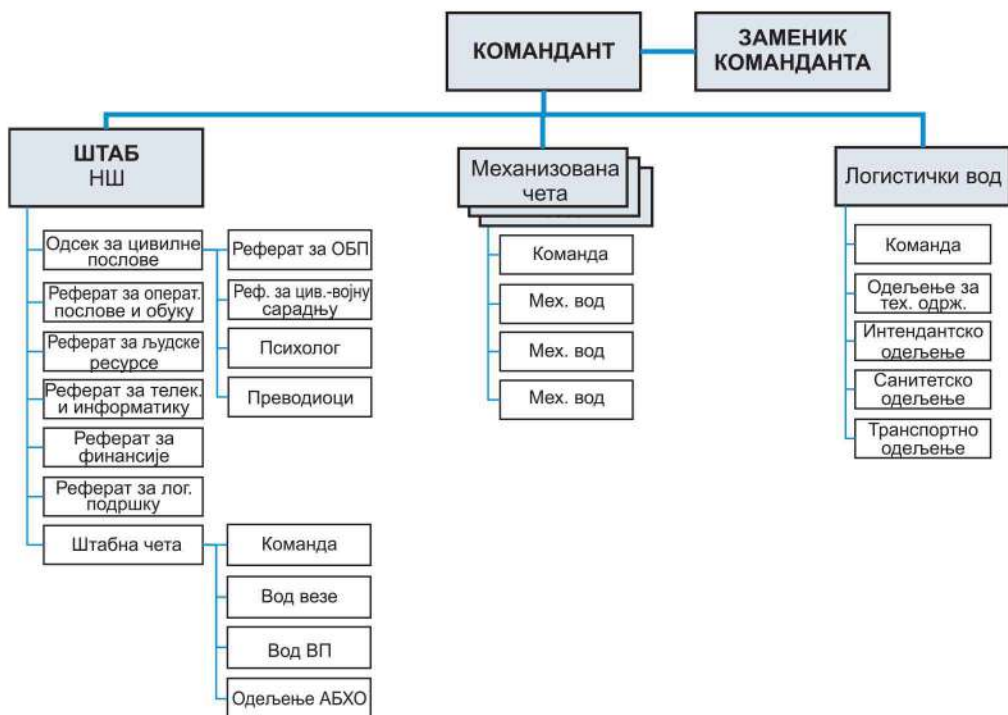 КОМАНДАНТ
ЗАМЕНИК
КОМАНДАНТА
ШТАБ
НШ
Одсек за цивилне
послове
Реферат за операт.
послове и обуку
Реферат за људске
ресурсе
Реферат за телек.
и информатику
Реферат за
финансије
Реферат за лог.
подршку
Штабна чета
Реферат за ОБП
Реф. за цив.-војну
сарадњу
Психолог
Преводиоци
Команда
Вод везе
Вод ВП
Одељење АБХО
Механизована
чета
Команда
Мех. вод
Мех. вод
Мех. вод
Логистички вод
Команда
Одељење за
тех. одрж.
Интендантско
одељење
Санитетско
одељење
Транспортно
одељење